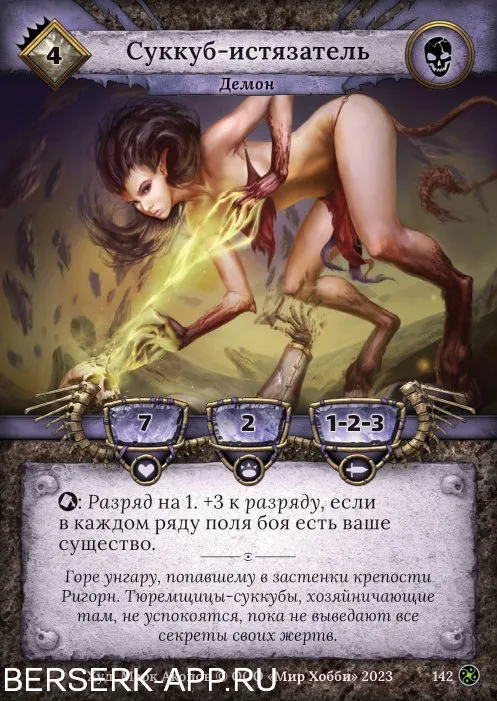 4
Суккуб-истязатель
Демон
7
2
1-2-3
: Разряд на 1. +3 к разряду, если
в каждом ряду поля боя есть ваше
существо.
Горе унгару, попавшему в застенки крепости
Ригорн. Тюремщицы-суккубы, хозяйничающие
там, не успокоятся, пока не выведают все
секреты своих жертв.
© ООО «Мир Хобби» 2023
142
BERSERK-APP.RU